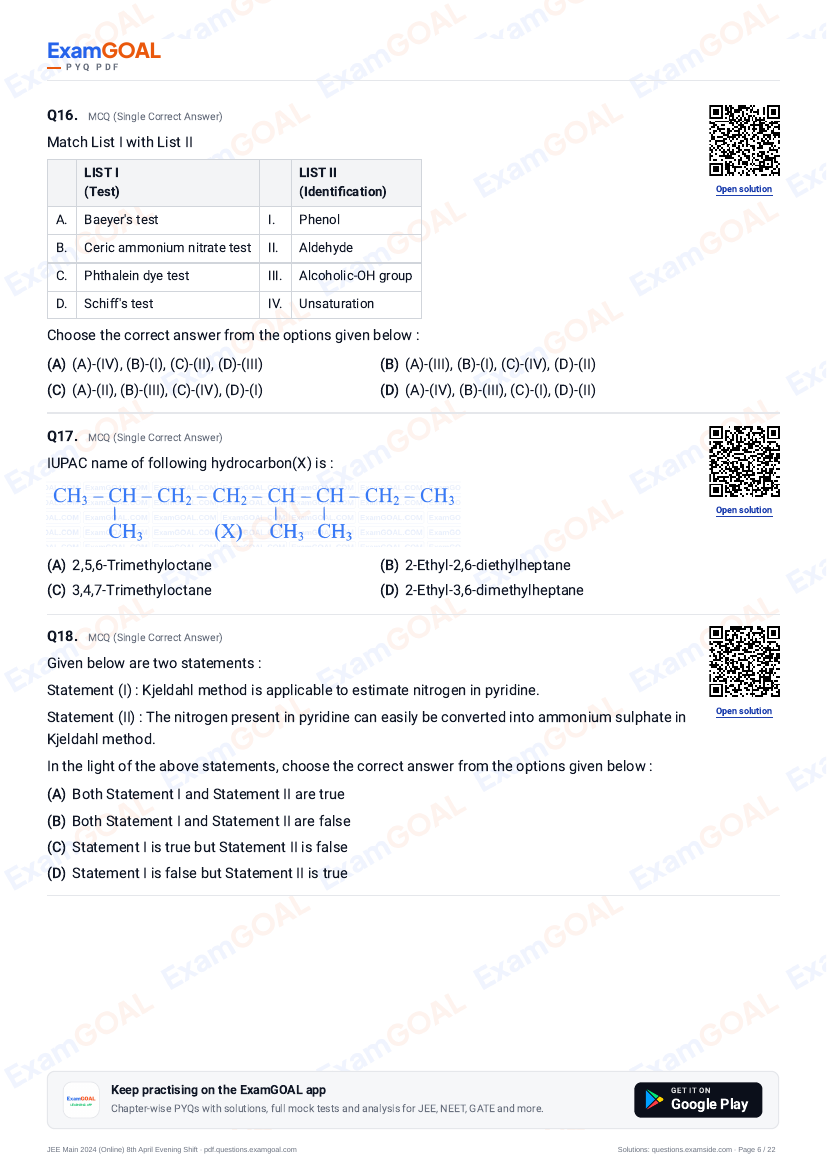 ExamGOAL
PYQ PDF
Q16. MCQ (Single Correct Answer)
Match List I with List II
LIST I (Test) LIST II (Identification)
A. Baeyer's test I. Phenol
B. Ceric ammonium nitrate test II. Aldehyde
C. Phthalein dye test III. Alcoholic-OH group
D. Schiff's test IV. Unsaturation
Open solution
Choose the correct answer from the options given below :
(A) (A)-(IV), (B)-(I), (C)-(II), (D)-(III) (B) (A)-(III), (B)-(I), (C)-(IV), (D)-(II)
(C) (A)-(II), (B)-(III), (C)-(IV), (D)-(I) (D) (A)-(IV), (B)-(III), (C)-(I), (D)-(II)
Q17. MCQ (Single Correct Answer)
IUPAC name of following hydrocarbon(X) is :
CH₃ – CH – CH₂ – CH₂ – CH – CH – CH₂ – CH₃
CH₃ (X) CH₃ CH₃
Open solution
(A) 2,5,6-Trimethyloctane (B) 2-Ethyl-2,6-diethylheptane
(C) 3,4,7-Trimethyloctane (D) 2-Ethyl-3,6-dimethylheptane
Q18. MCQ (Single Correct Answer)
Given below are two statements :
Statement (I) : Kjeldahl method is applicable to estimate nitrogen in pyridine.
Statement (II) : The nitrogen present in pyridine can easily be converted into ammonium sulphate in
Kjeldahl method.
Open solution
In the light of the above statements, choose the correct answer from the options given below :
(A) Both Statement I and Statement II are true
(B) Both Statement I and Statement II are false
(C) Statement I is true but Statement II is false
(D) Statement I is false but Statement II is true
ExamGOAL
Keep practising on the ExamGOAL app
Chapter-wise PYQs with solutions, full mock tests and analysis for JEE, NEET, GATE and more.
GET IT ON
Google Play
JEE Main 2024 (Online) 8th April Evening Shift · pdf.questions.examgoal.com
Solutions: questions.examside.com · Page 6 / 22